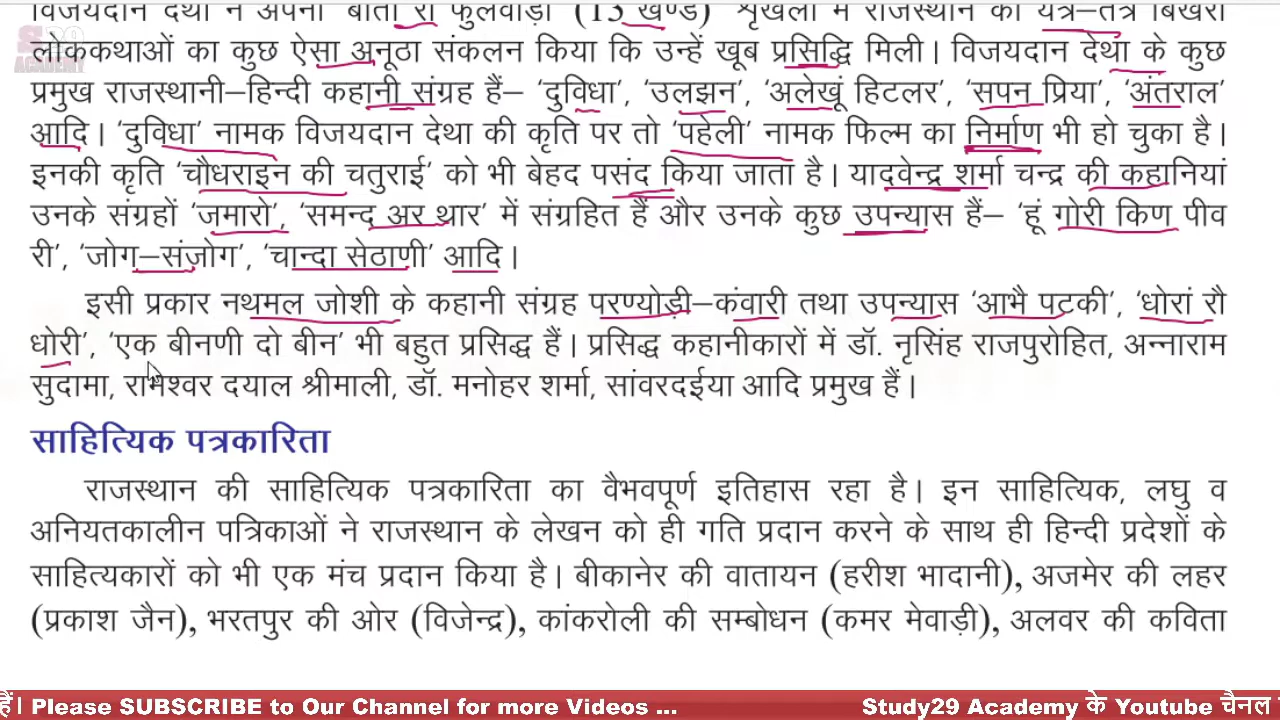 विजयदान देथा ने अपनी बातां री फुलवाड़ी (13 खण्ड) श्रृंखला में राजस्थान की यत्र–तत्र बिखरी
S29
ACADEMY
लोककथाओं का कुछ ऐसा अनूठा संकलन किया कि उन्हें खूब प्रसिद्धि मिली। विजयदान देथा के कुछ
प्रमुख राजस्थानी–हिन्दी कहानी संग्रह हैं– 'दुविधा', 'उलझन', 'अलेखूं हिटलर', 'सपन प्रिया', 'अंतराल'
आदि। 'दुविधा' नामक विजयदान देथा की कृति पर तो 'पहेली' नामक फिल्म का निर्माण भी हो चुका है।
इनकी कृति 'चौधराइन की चतुराई' को भी बेहद पसंद किया जाता है। यादवेन्द्र शर्मा चन्द्र की कहानियां
उनके संग्रहों 'जमारो', 'समन्द अर थार' में संग्रहित हैं और उनके कुछ उपन्यास हैं– 'हूं गोरी किण पीव
री', 'जोग–संजोग', 'चान्दा सेठाणी' आदि।
इसी प्रकार नथमल जोशी के कहानी संग्रह परण्योड़ी–कंवारी तथा उपन्यास 'आभै पटकी', 'धोरां रौ
धोरी', 'एक बीनणी दो बीन' भी बहुत प्रसिद्ध हैं। प्रसिद्ध कहानीकारों में डॉ. नृसिंह राजपुरोहित, अन्नाराम
सुदामा, रामेश्वर दयाल श्रीमाली, डॉ. मनोहर शर्मा, सांवरदईया आदि प्रमुख हैं।
साहित्यिक पत्रकारिता
राजस्थान की साहित्यिक पत्रकारिता का वैभवपूर्ण इतिहास रहा है। इन साहित्यिक, लघु व
अनियतकालीन पत्रिकाओं ने राजस्थान के लेखन को ही गति प्रदान करने के साथ ही हिन्दी प्रदेशों के
साहित्यकारों को भी एक मंच प्रदान किया है। बीकानेर की वातायन (हरीश भादानी), अजमेर की लहर
(प्रकाश जैन), भरतपुर की ओर (विजेन्द्र), कांकरोली की सम्बोधन (कमर मेवाड़ी), अलवर की कविता
हैं। Please SUBSCRIBE to Our Channel for more Videos ... Study29 Academy के Youtube चैनल